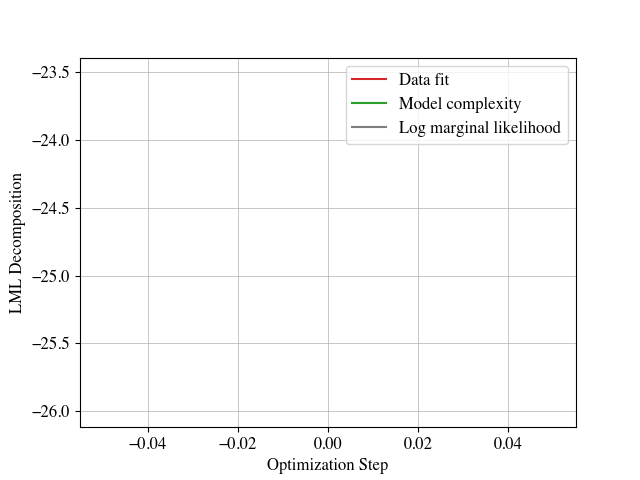 Data fit
Model complexity
Log marginal likelihood
−23.5
−24.0
−24.5
−25.0
−25.5
−26.0
LML Decomposition
−0.04
−0.02
0.00
0.02
0.04
Optimization Step